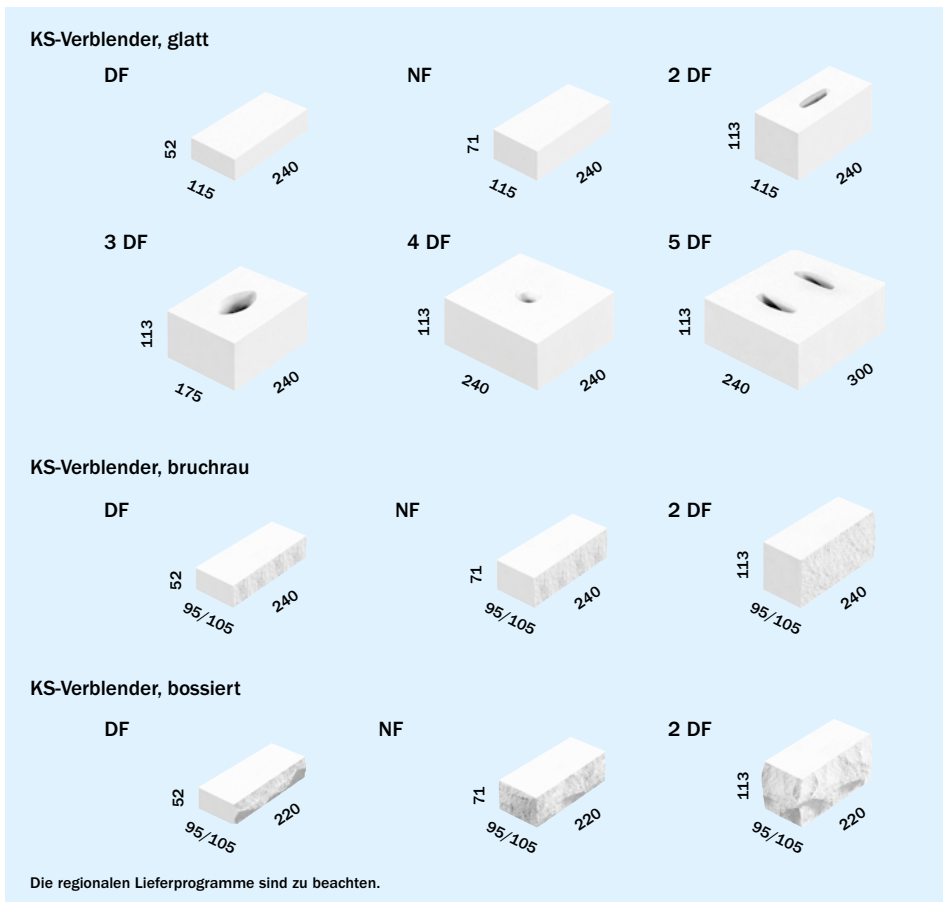 KS-Verblender, glatt
DF
NF
2 DF
52
115
240
71
115
240
113
115
240
3 DF
4 DF
5 DF
113
175
240
113
240
240
113
240
300
KS-Verblender, bruchrau
DF
NF
2 DF
52
95/105
240
71
95/105
240
113
95/105
240
KS-Verblender, bossiert
DF
NF
2 DF
52
95/105
220
71
95/105
220
113
95/105
220
Die regionalen Lieferprogramme sind zu beachten.